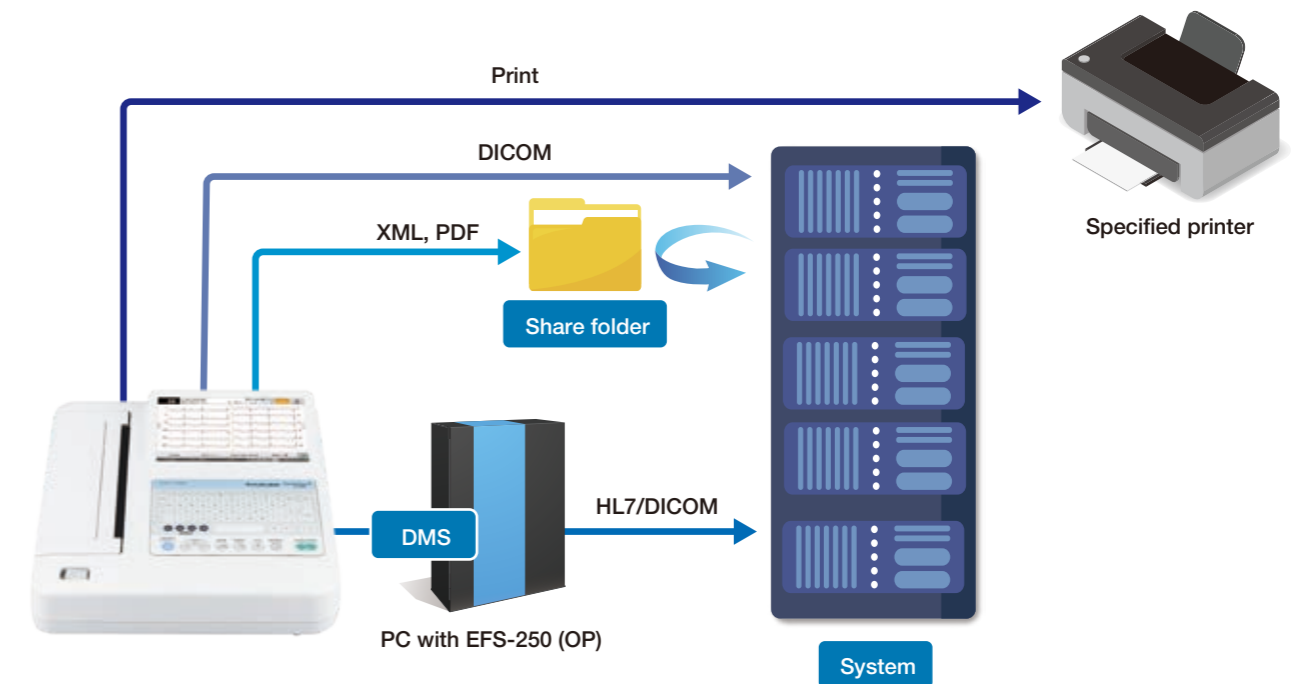 Print
DICOM
XML, PDF
Share folder
Specified printer
DMS
HL7/DICOM
PC with EFS-250 (OP)
System